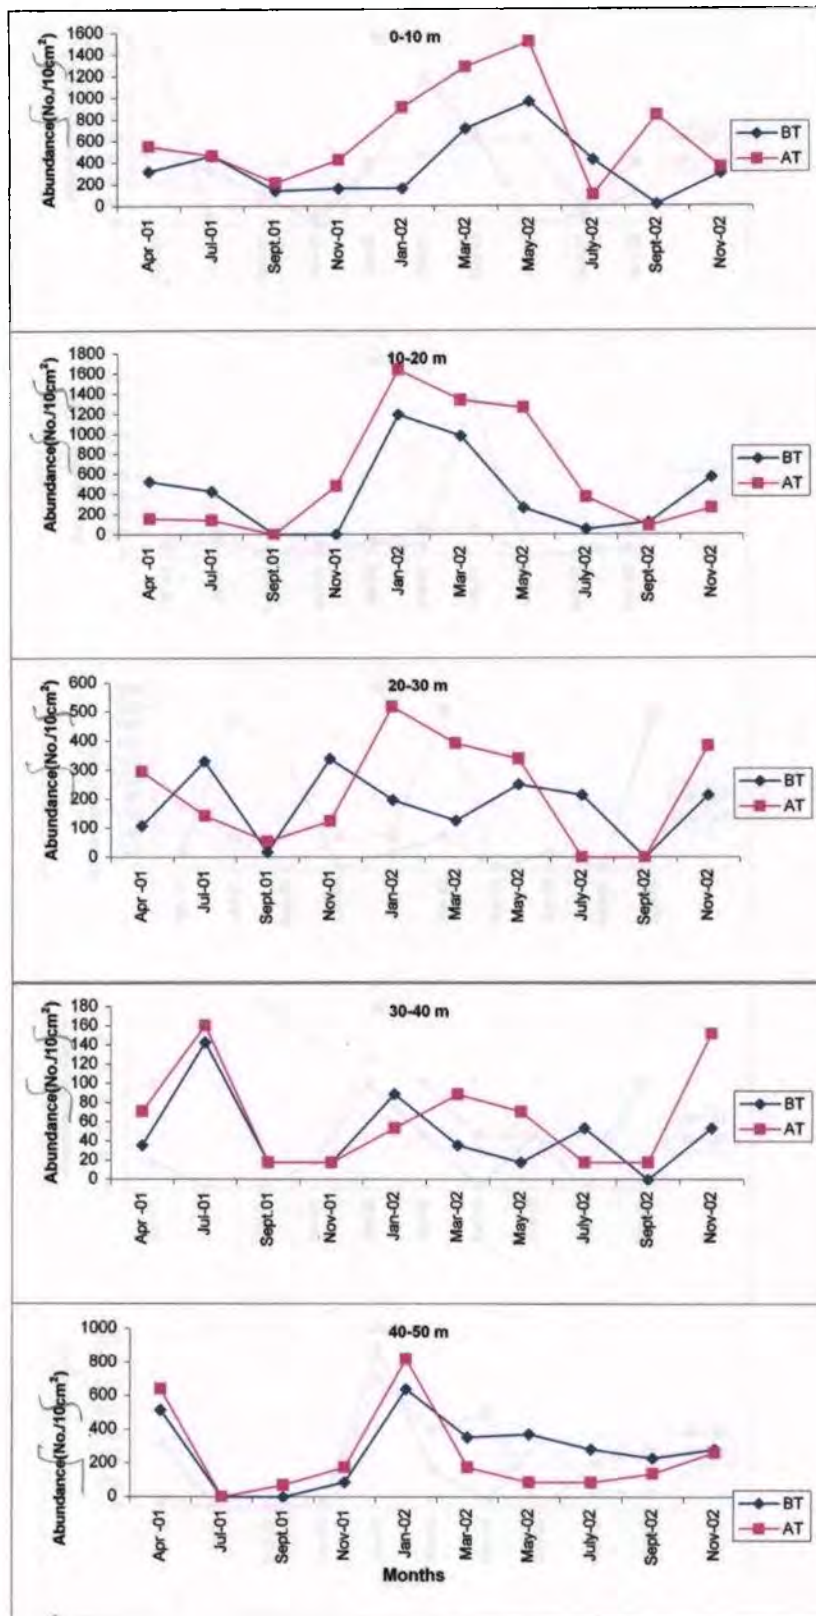 0-10 m
Abundance(No./10cm²)
1600
1400
1200
1000
800
600
400
200
0
Apr -01
Jul-01
Sept.01
Nov-01
Jan-02
Mar-02
May-02
July-02
Sept-02
Nov-02
BT
AT
10-20 m
Abundance(No./10cm²)
1800
1600
1400
1200
1000
800
600
400
200
0
Apr -01
Jul-01
Sept.01
Nov-01
Jan-02
Mar-02
May-02
July-02
Sept-02
Nov-02
BT
AT
20-30 m
Abundance(No./10cm²)
600
500
400
300
200
100
0
Apr -01
Jul-01
Sept.01
Nov-01
Jan-02
Mar-02
May-02
July-02
Sept-02
Nov-02
BT
AT
30-40 m
Abundance(No./10cm²)
180
160
140
120
100
80
60
40
20
0
Apr -01
Jul-01
Sept.01
Nov-01
Jan-02
Mar-02
May-02
July-02
Sept-02
Nov-02
BT
AT
40-50 m
Abundance(No./10cm²)
1000
800
600
400
200
0
Apr -01
Jul-01
Sept.01
Nov-01
Jan-02
Mar-02
May-02
July-02
Sept-02
Nov-02
Months
BT
AT